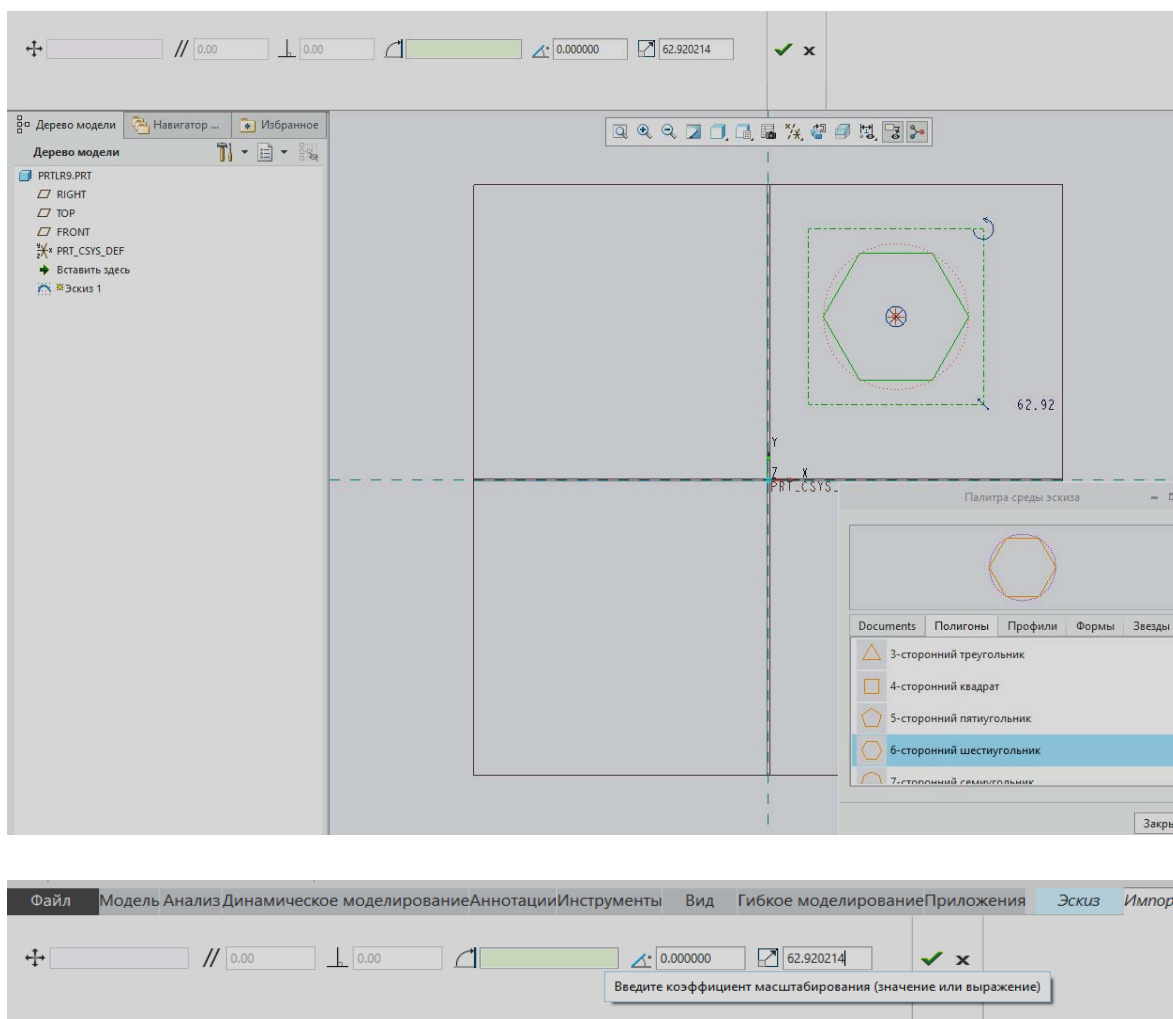 0.00 0.00 0.000000 62.920214
Дерево модели Навигатор ... Избранное
Дерево модели
PRTLR9.PRT
RIGHT
TOP
FRONT
PRT_CSYS_DEF
Вставить здесь
Эскиз 1
62.92
Y
Z X
PRT_CSYS_
Палитра среды эскиза
Documents Полигоны Профили Формы Звезды
3-сторонний треугольник
4-сторонний квадрат
5-сторонний пятиугольник
6-сторонний шестиугольник
7-сторонний семиугольник
Закры
Файл Модель Анализ Динамическое моделирование Аннотации Инструменты Вид Гибкое моделирование Приложения Эскиз Импор
0.00 0.00 0.000000 62.920214
Введите коэффициент масштабирования (значение или выражение)